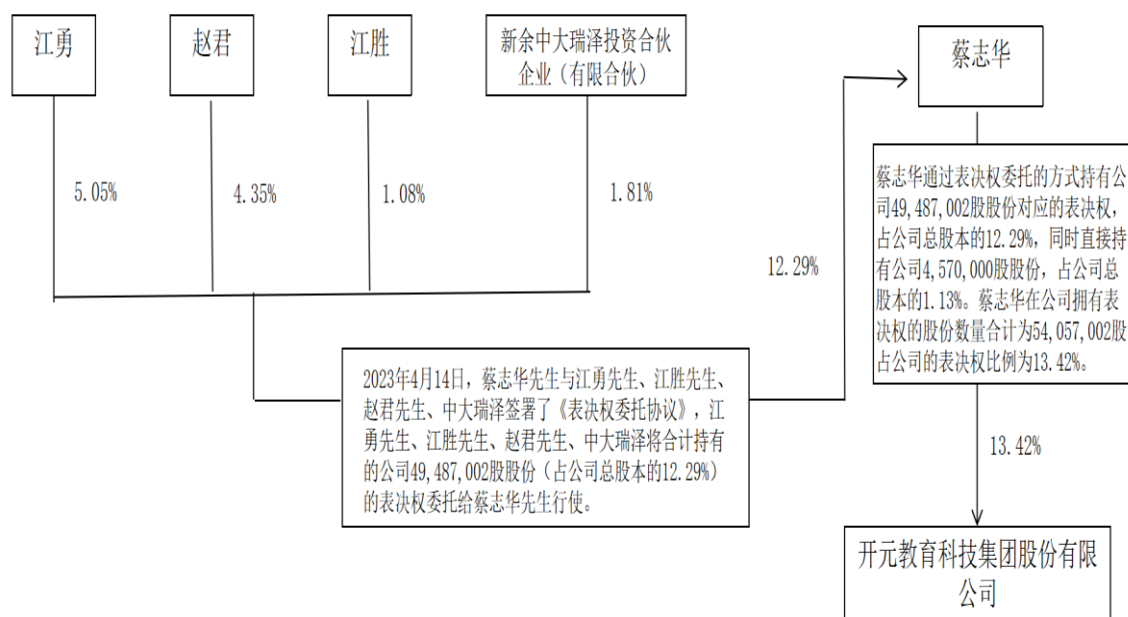 江勇
赵君
江胜
新余中大瑞泽投资合伙
企业（有限合伙）
蔡志华
5.05%
4.35%
1.08%
1.81%
12.29%
蔡志华通过表决权委托的方式持有公
司49,487,002股股份对应的表决权，
占公司总股本的12.29%，同时直接持
有公司4,570,000股股份，占公司总
股本的1.13%。蔡志华在公司拥有表
决权的股份数量合计为54,057,002股
占公司的表决权比例为13.42%。
2023年4月14日，蔡志华先生与江勇先生、江胜先生、
赵君先生、中大瑞泽签署了《表决权委托协议》，江
勇先生、江胜先生、赵君先生、中大瑞泽将合计持有
的公司49,487,002股股份（占公司总股本的12.29%）
的表决权委托给蔡志华先生行使。
13.42%
开元教育科技集团股份有限
公司